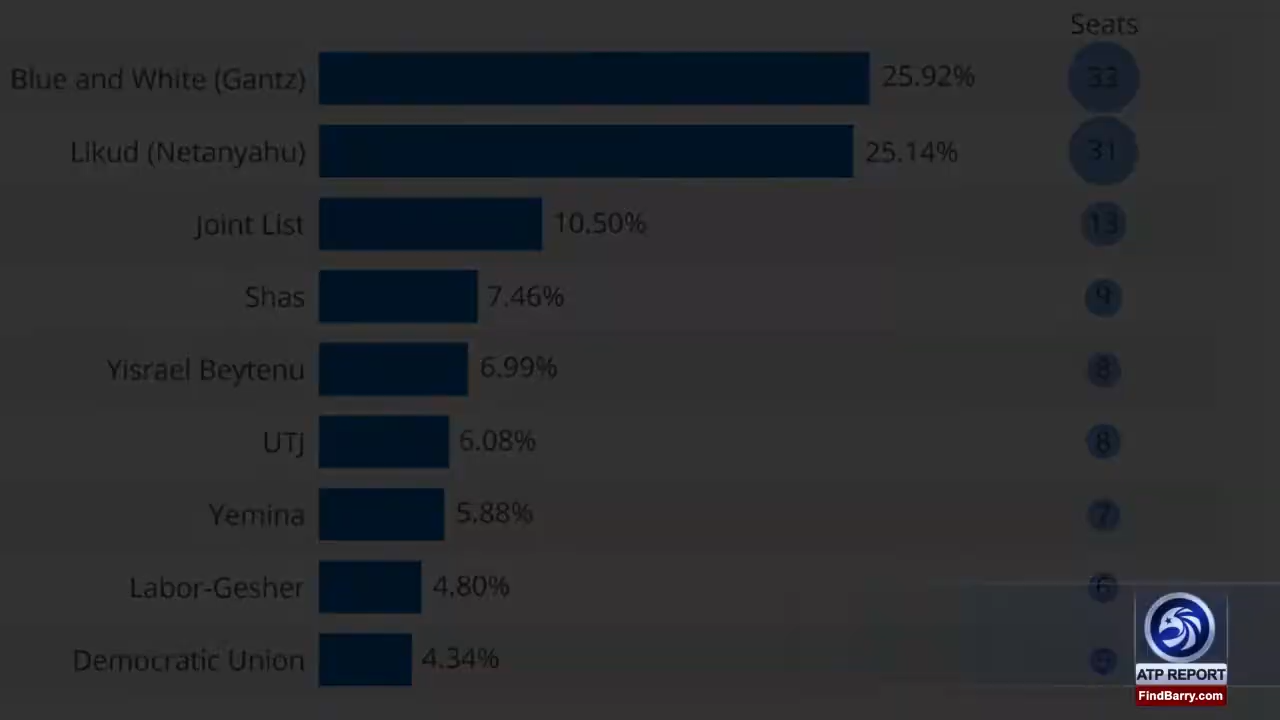 Seats
Blue and White (Gantz) 25.92% 33
Likud (Netanyahu) 25.14% 31
Joint List 10.50% 13
Shas 7.46% 9
Yisrael Beytenu 6.99% 8
UTJ 6.08% 8
Yemina 5.88% 7
Labor-Gesher 4.80% 6
Democratic Union 4.34%
ATP REPORT
FindBarry.com